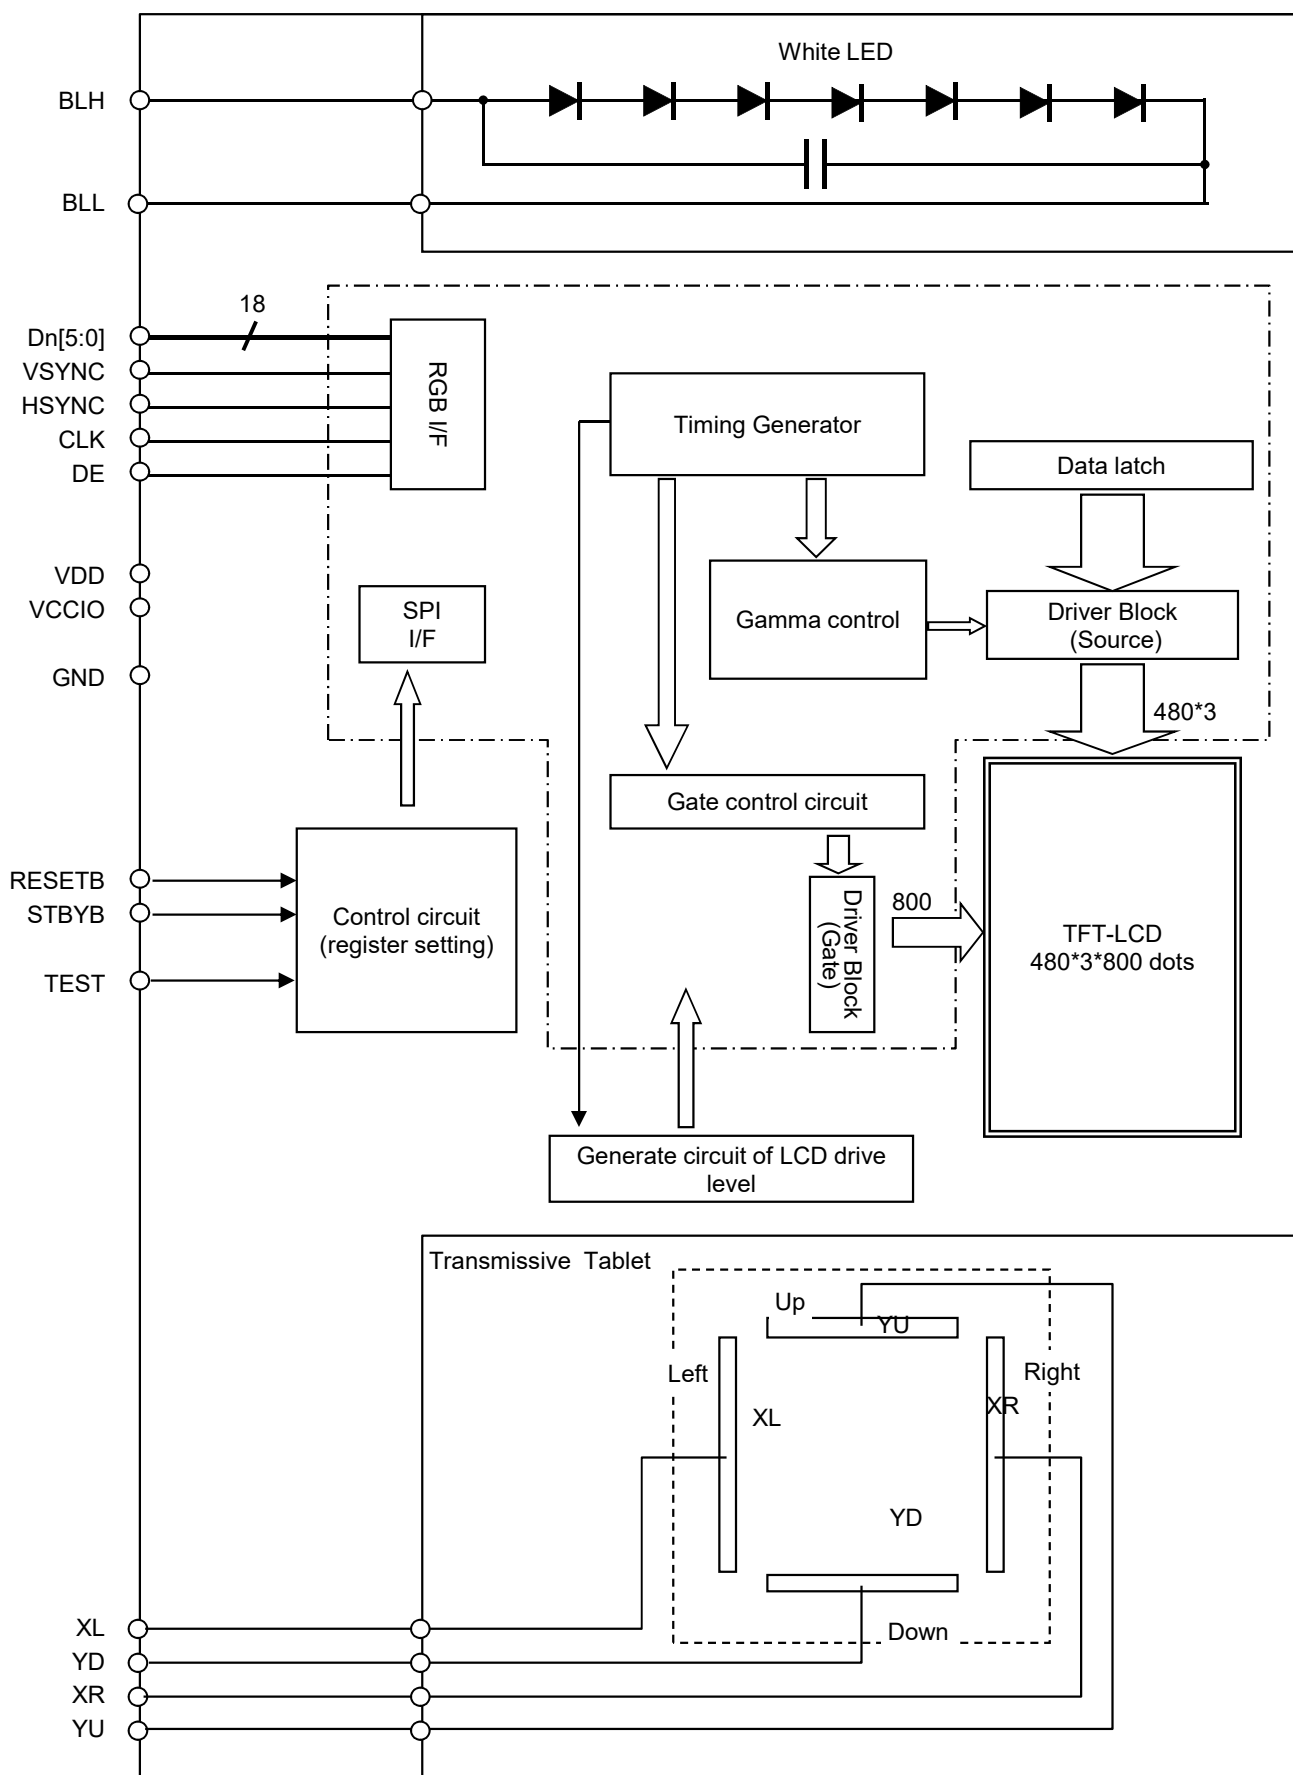 White LED
BLH
BLL
18
Dn[5:0]
VSYNC
HSYNC
CLK
DE
RGB I/F
Timing Generator
Data latch
VDD
VCCIO
GND
SPI
I/F
Gamma control
Driver Block
(Source)
480*3
Gate control circuit
RESETB
STBYB
TEST
Control circuit
(register setting)
Driver Block
(Gate)
800
TFT-LCD
480*3*800 dots
Generate circuit of LCD drive
level
Transmissive Tablet
Up
YU
Left
Right
XL
XR
YD
Down
XL
YD
XR
YU